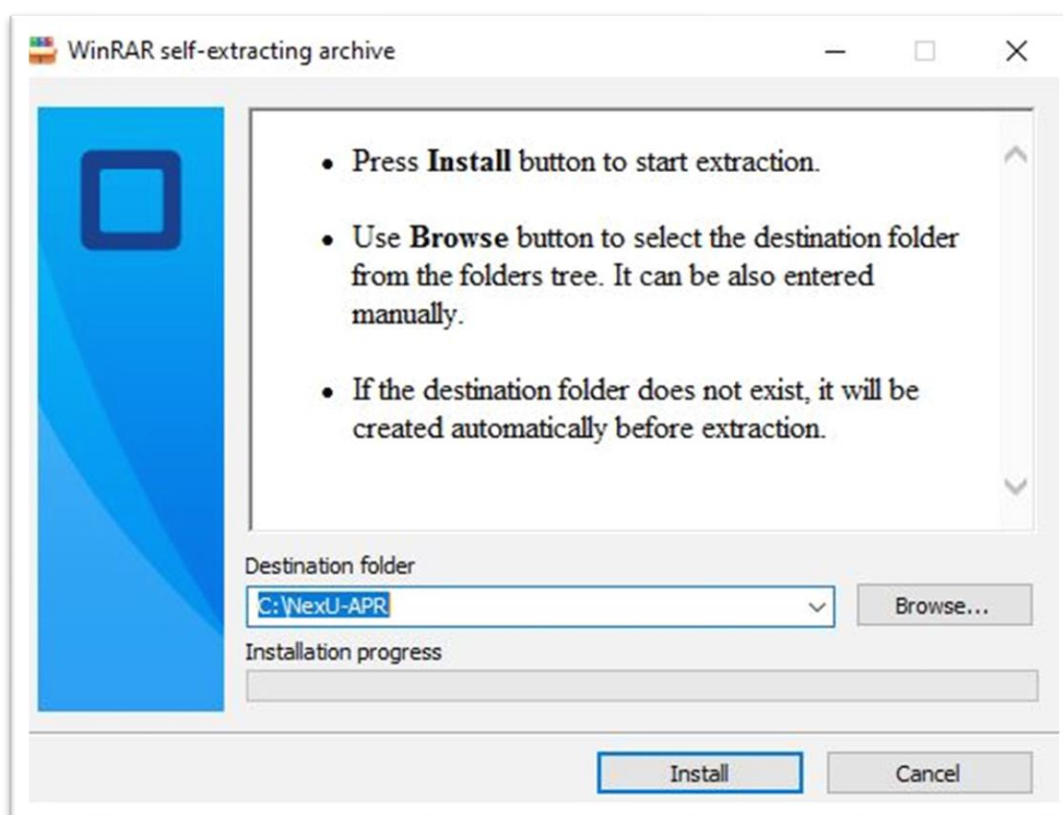 WinRAR self-extracting archive
• Press Install button to start extraction.
• Use Browse button to select the destination folder
from the folders tree. It can be also entered
manually.
• If the destination folder does not exist, it will be
created automatically before extraction.
Destination folder
C:\NexU-APR
Browse...
Installation progress
Install
Cancel